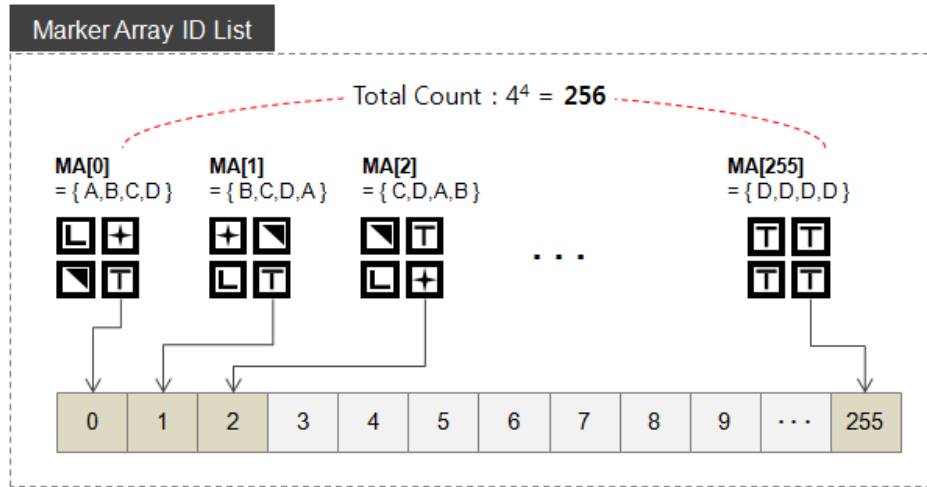 Marker Array ID List
Total Count : 4⁴ = 256
MA[0]
= { A,B,C,D }
MA[1]
= { B,C,D,A }
MA[2]
= { C,D,A,B }
MA[255]
= { D,D,D,D }
. . .
0 1 2 3 4 5 6 7 8 9 ··· 255